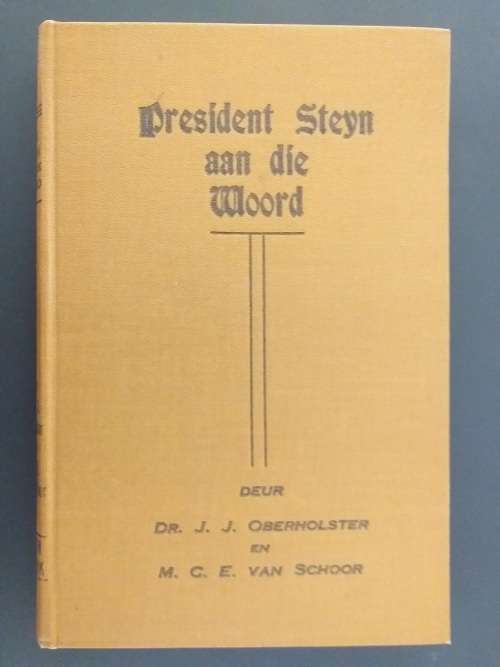 President Steyn
aan die
Woord
DEUR
DR. J. J. OBERHOLSTER
EN
M. C. E. VAN SCHOOR